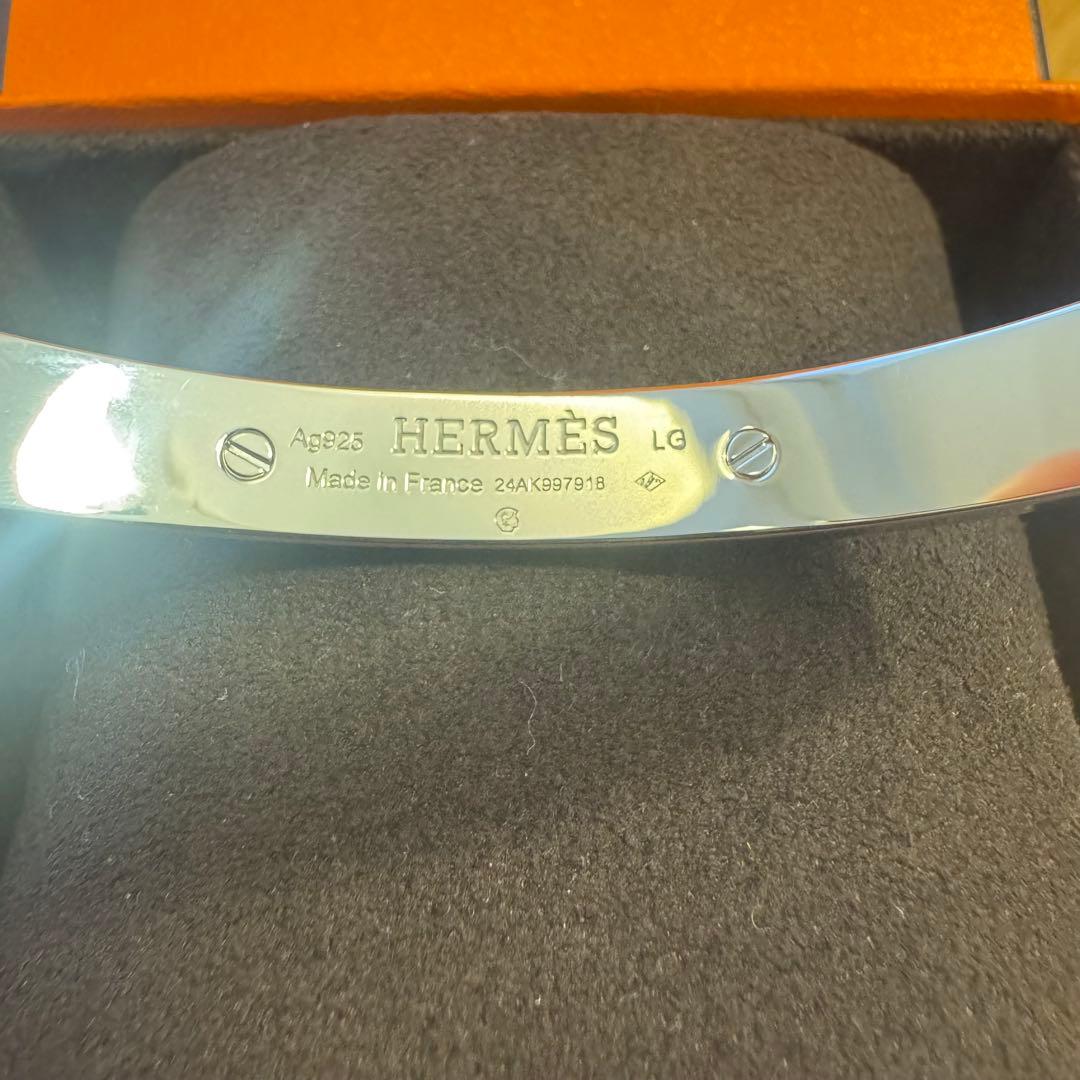 Ag925 HERMÈS LG
Made in France 24AK997918